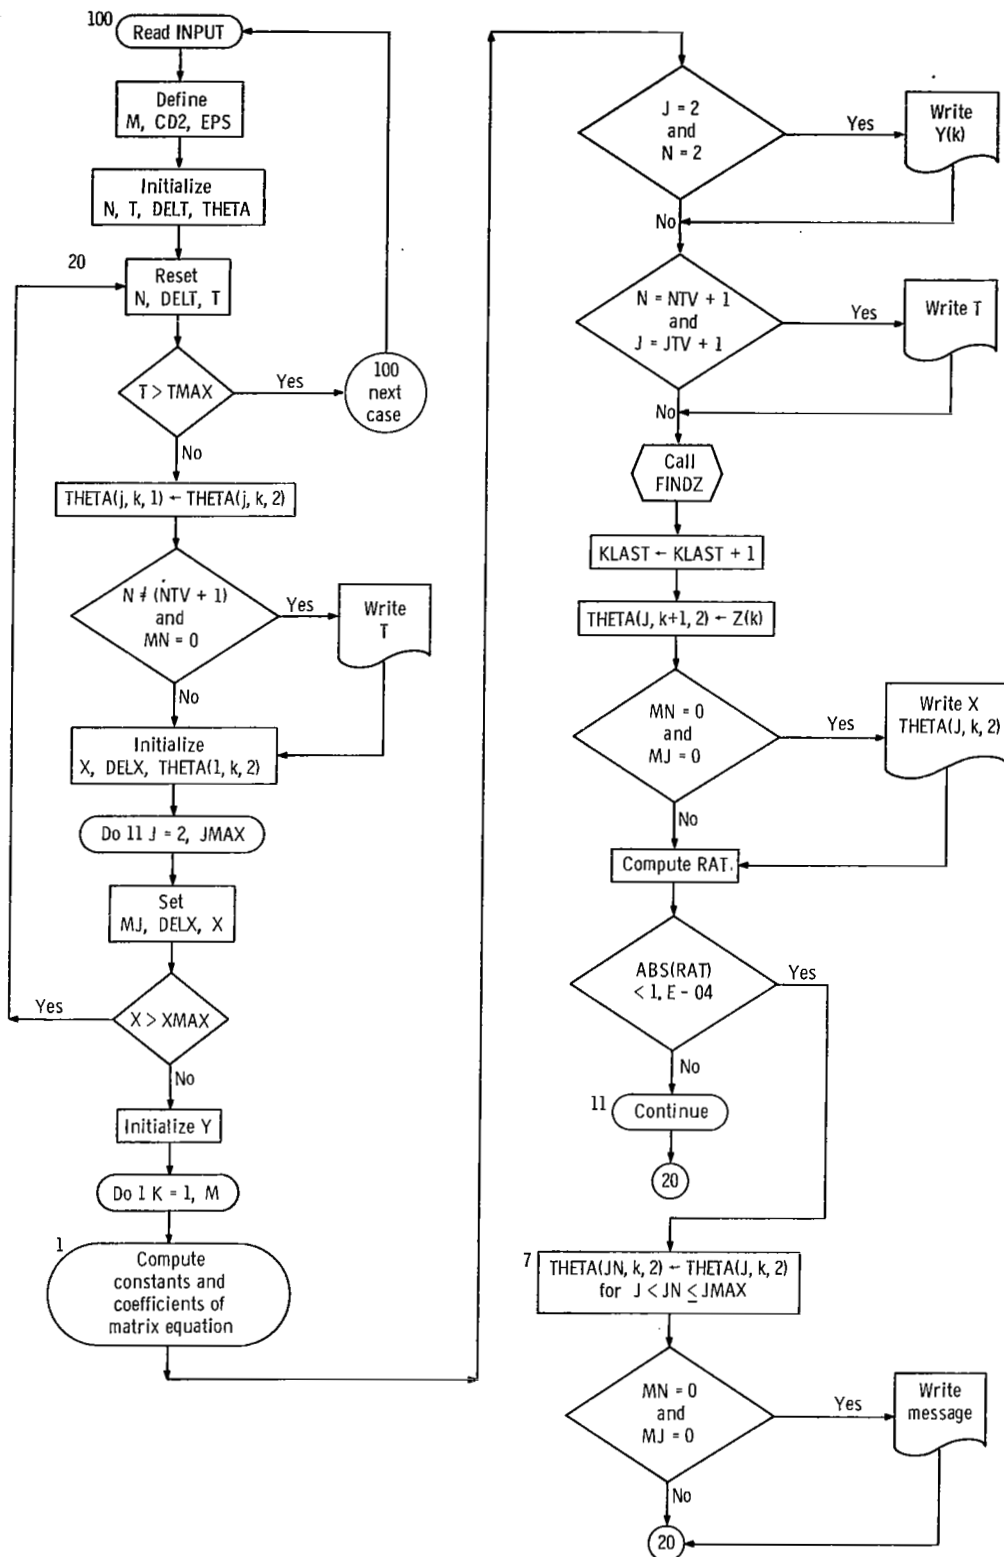 100
Read INPUT
Define
M, CD2, EPS
Initialize
N, T, DELT, THETA
20
Reset
N, DELT, T
T > TMAX
Yes
100
next
case
No
THETA(j, k, 1) ← THETA(j, k, 2)
N ≠ (NTV + 1)
and
MN = 0
Yes
Write
T
No
Initialize
X, DELX, THETA(1, k, 2)
Do 11 J = 2, JMAX
Set
MJ, DELX, X
Yes
X > XMAX
No
Initialize Y
Do 1 K = 1, M
1
Compute
constants and
coefficients of
matrix equation
J = 2
and
N = 2
Yes
Write
Y(k)
No
N = NTV + 1
and
J = JTV + 1
Yes
Write T
No
Call
FINDZ
KLAST ← KLAST + 1
THETA(J, k+1, 2) ← Z(k)
MN = 0
and
MJ = 0
Yes
Write X
THETA(J, k, 2)
No
Compute RAT.
ABS(RAT)
< 1. E - 04
Yes
No
11
Continue
20
7
THETA(JN, k, 2) ← THETA(J, k, 2)
for J < JN ≤ JMAX
MN = 0
and
MJ = 0
Yes
Write
message
No
20